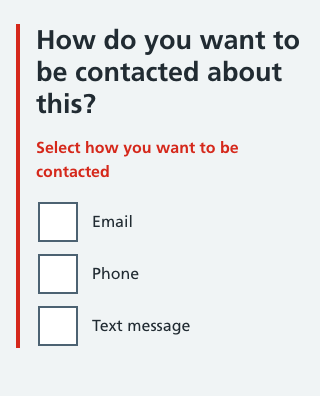 How do you want to
be contacted about
this?
Select how you want to be
contacted
Email
Phone
Text message